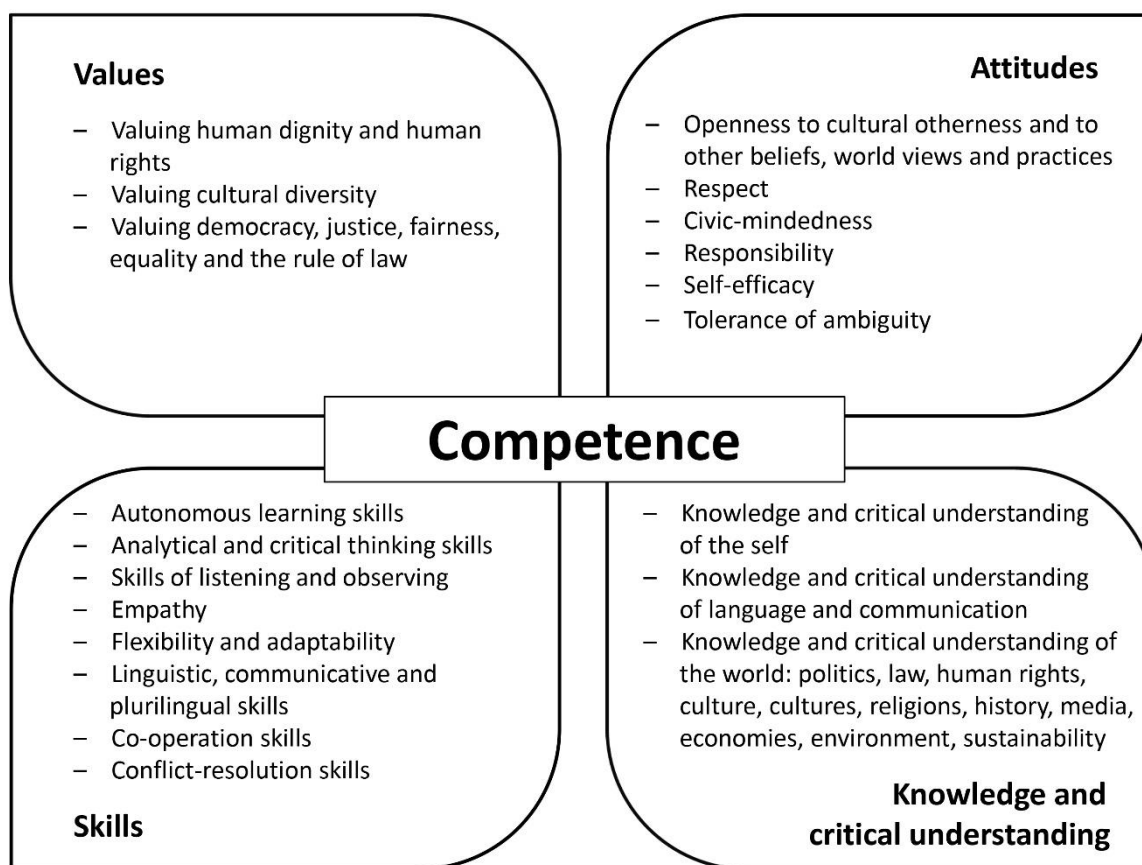 Values
– Valuing human dignity and human
rights
– Valuing cultural diversity
– Valuing democracy, justice, fairness,
equality and the rule of law
Attitudes
– Openness to cultural otherness and to
other beliefs, world views and practices
– Respect
– Civic-mindedness
– Responsibility
– Self-efficacy
– Tolerance of ambiguity
Competence
– Autonomous learning skills
– Analytical and critical thinking skills
– Skills of listening and observing
– Empathy
– Flexibility and adaptability
– Linguistic, communicative and
plurilingual skills
– Co-operation skills
– Conflict-resolution skills
Skills
– Knowledge and critical understanding
of the self
– Knowledge and critical understanding
of language and communication
– Knowledge and critical understanding of
the world: politics, law, human rights,
culture, cultures, religions, history, media,
economies, environment, sustainability
Knowledge and
critical understanding